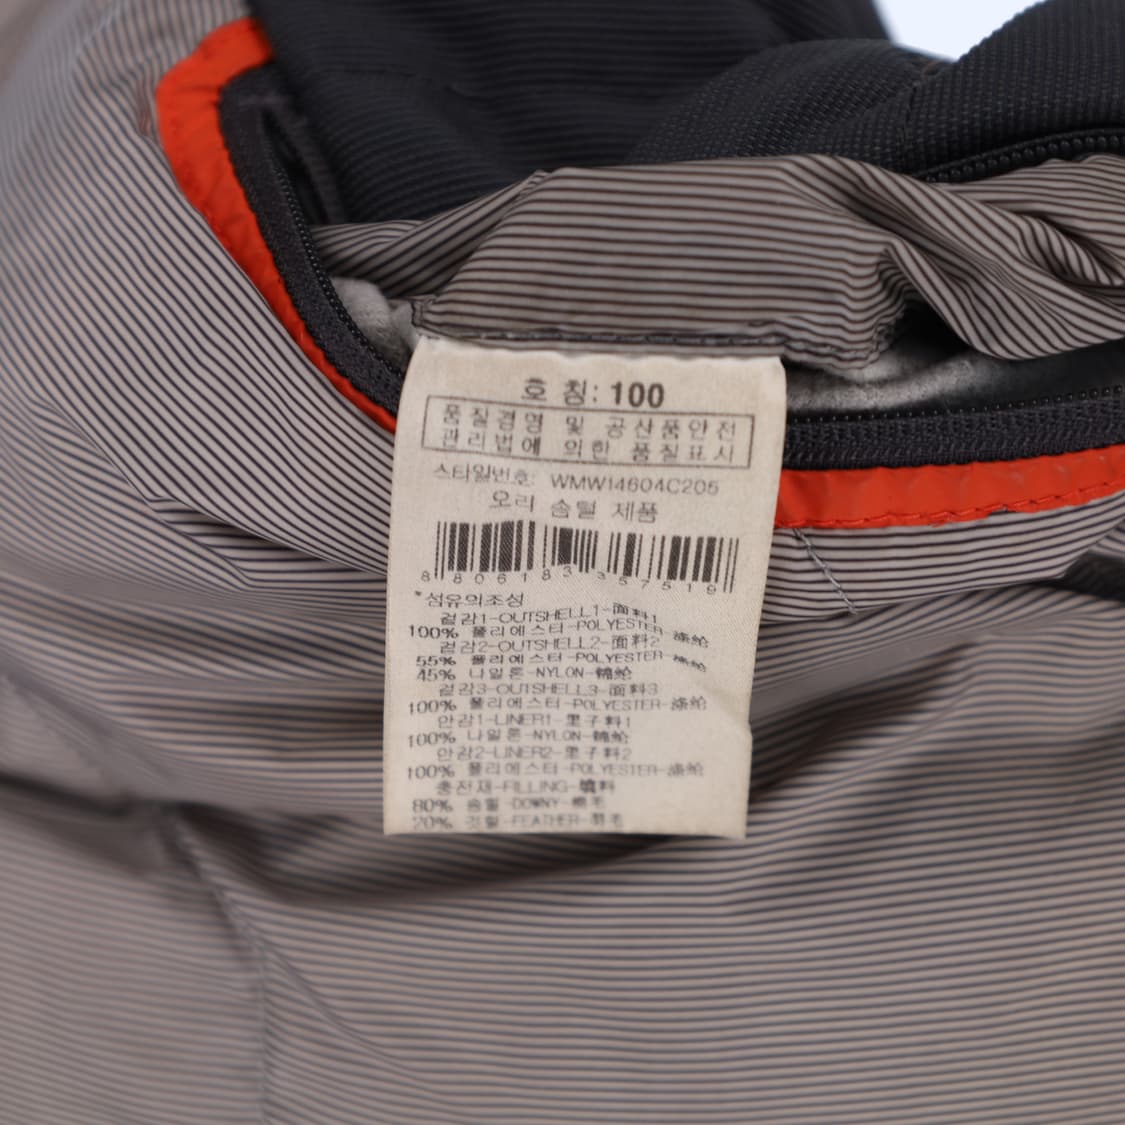 호 칭: 100
품질경영 및 공산품안전
관리법에 의한 품질표시
스타일번호: WMW14604C205
오리 솜털 제품
8 806183 357519
*섬유의조성
겉감1-OUTSHELL1-面料1
100% 폴리에스터-POLYESTER-涤纶
겉감2-OUTSHELL2-面料2
55% 폴리에스터-POLYESTER-涤纶
45% 나일론-NYLON-锦纶
겉감3-OUTSHELL3-面料3
100% 폴리에스터-POLYESTER-涤纶
안감1-LINER1-里子料1
100% 나일론-NYLON-锦纶
안감2-LINER2-里子料2
100% 폴리에스터-POLYESTER-涤纶
충전재-FILLING-填料
80% 솜털-DOWNY-棉毛
20% 깃털-FEATHER-羽毛